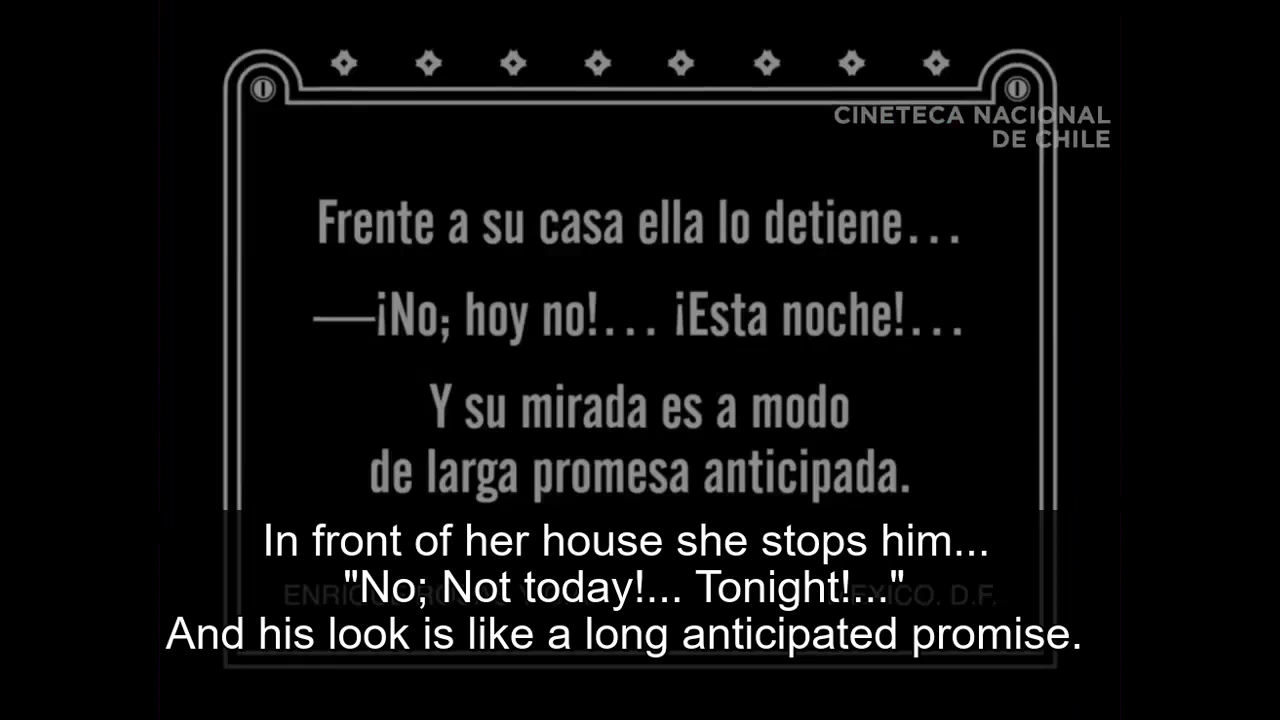 CINETECA NACIONAL
DE CHILE
Frente a su casa ella lo detiene...
—¡No; hoy no!... ¡Esta noche!...
Y su mirada es a modo
de larga promesa anticipada.
In front of her house she stops him...
"No; Not today!... Tonight!..."
And his look is like a long anticipated promise.